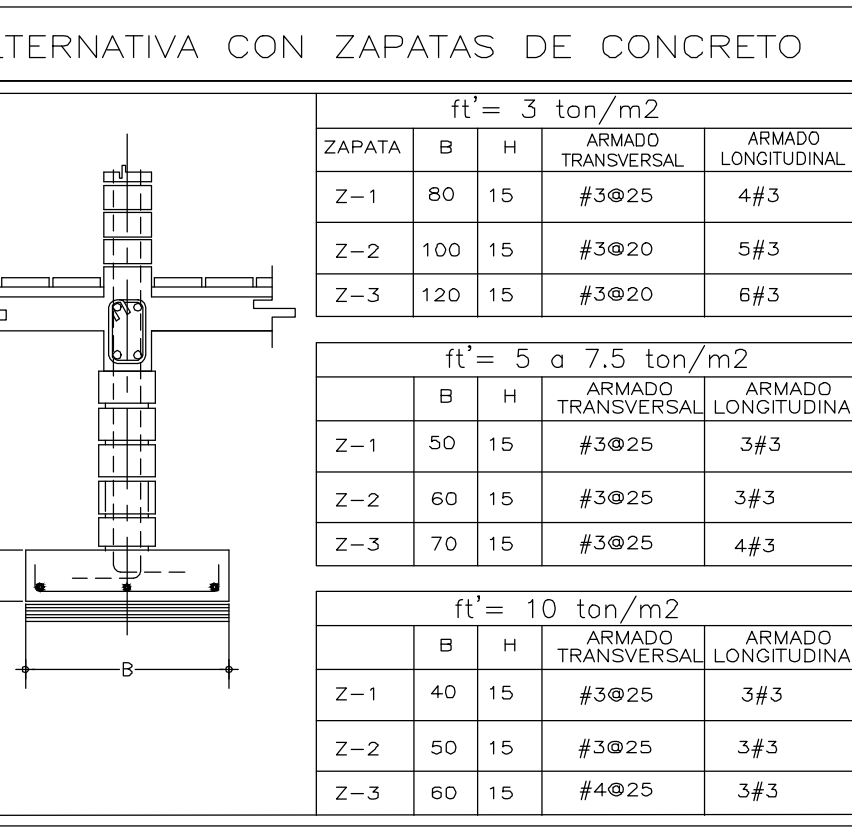 LTERNATIVA CON ZAPATAS DE CONCRETO
ft'= 3 ton/m2
ZAPATA B H ARMADO TRANSVERSAL ARMADO LONGITUDINAL
Z-1 80 15 #3@25 4#3
Z-2 100 15 #3@20 5#3
Z-3 120 15 #3@20 6#3
ft'= 5 a 7.5 ton/m2
B H ARMADO TRANSVERSAL ARMADO LONGITUDINA
Z-1 50 15 #3@25 3#3
Z-2 60 15 #3@25 3#3
Z-3 70 15 #3@25 4#3
ft'= 10 ton/m2
B H ARMADO TRANSVERSAL ARMADO LONGITUDINA
Z-1 40 15 #3@25 3#3
Z-2 50 15 #3@25 3#3
Z-3 60 15 #4@25 3#3
B